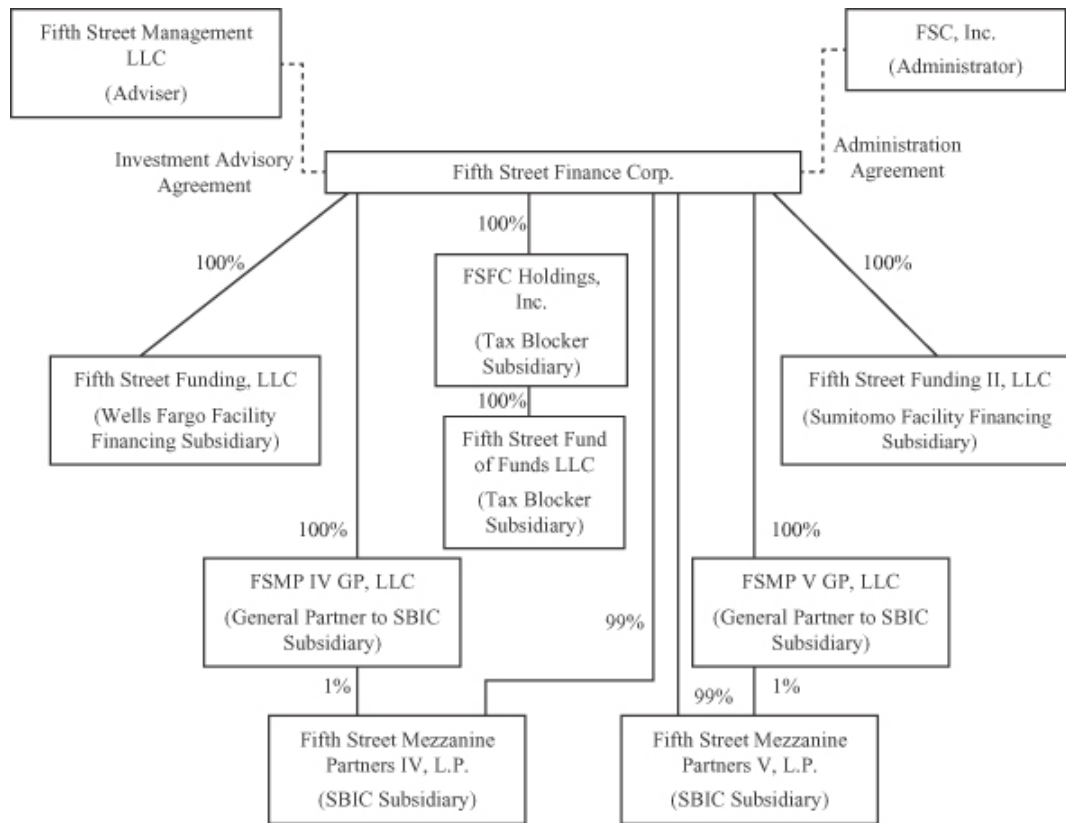 Fifth Street Management
LLC
(Adviser)
FSC, Inc.
(Administrator)
Investment Advisory
Agreement
Administration
Agreement
Fifth Street Finance Corp.
100%
100%
100%
FSFC Holdings,
Inc.
(Tax Blocker
Subsidiary)
Fifth Street Funding, LLC
(Wells Fargo Facility
Financing Subsidiary)
100%
Fifth Street Fund
of Funds LLC
(Tax Blocker
Subsidiary)
Fifth Street Funding II, LLC
(Sumitomo Facility Financing
Subsidiary)
100%
100%
FSMP IV GP, LLC
(General Partner to SBIC
Subsidiary)
99%
FSMP V GP, LLC
(General Partner to SBIC
Subsidiary)
1%
99%
1%
Fifth Street Mezzanine
Partners IV, L.P.
(SBIC Subsidiary)
Fifth Street Mezzanine
Partners V, L.P.
(SBIC Subsidiary)